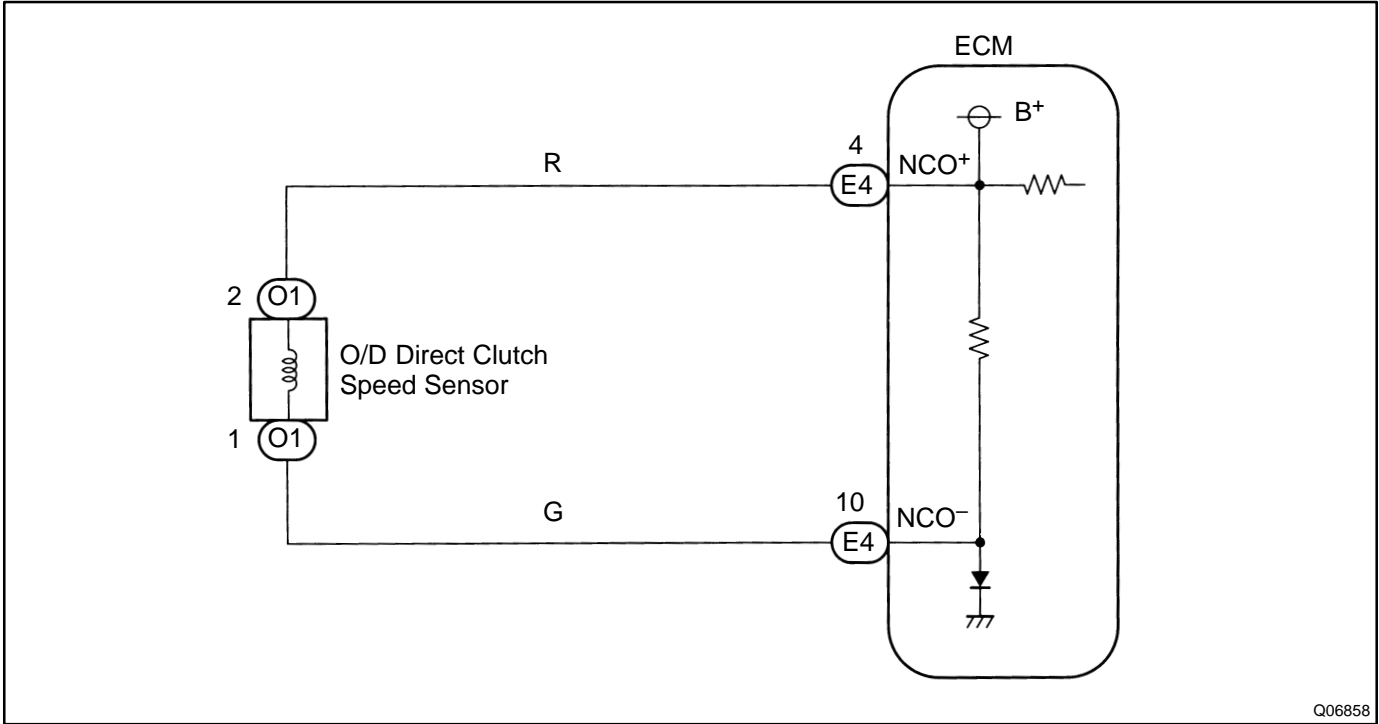 ECM
B+
4
R
NCO+
E4
2
O1
O/D Direct Clutch
Speed Sensor
1
O1
10
G
NCO−
E4
Q06858